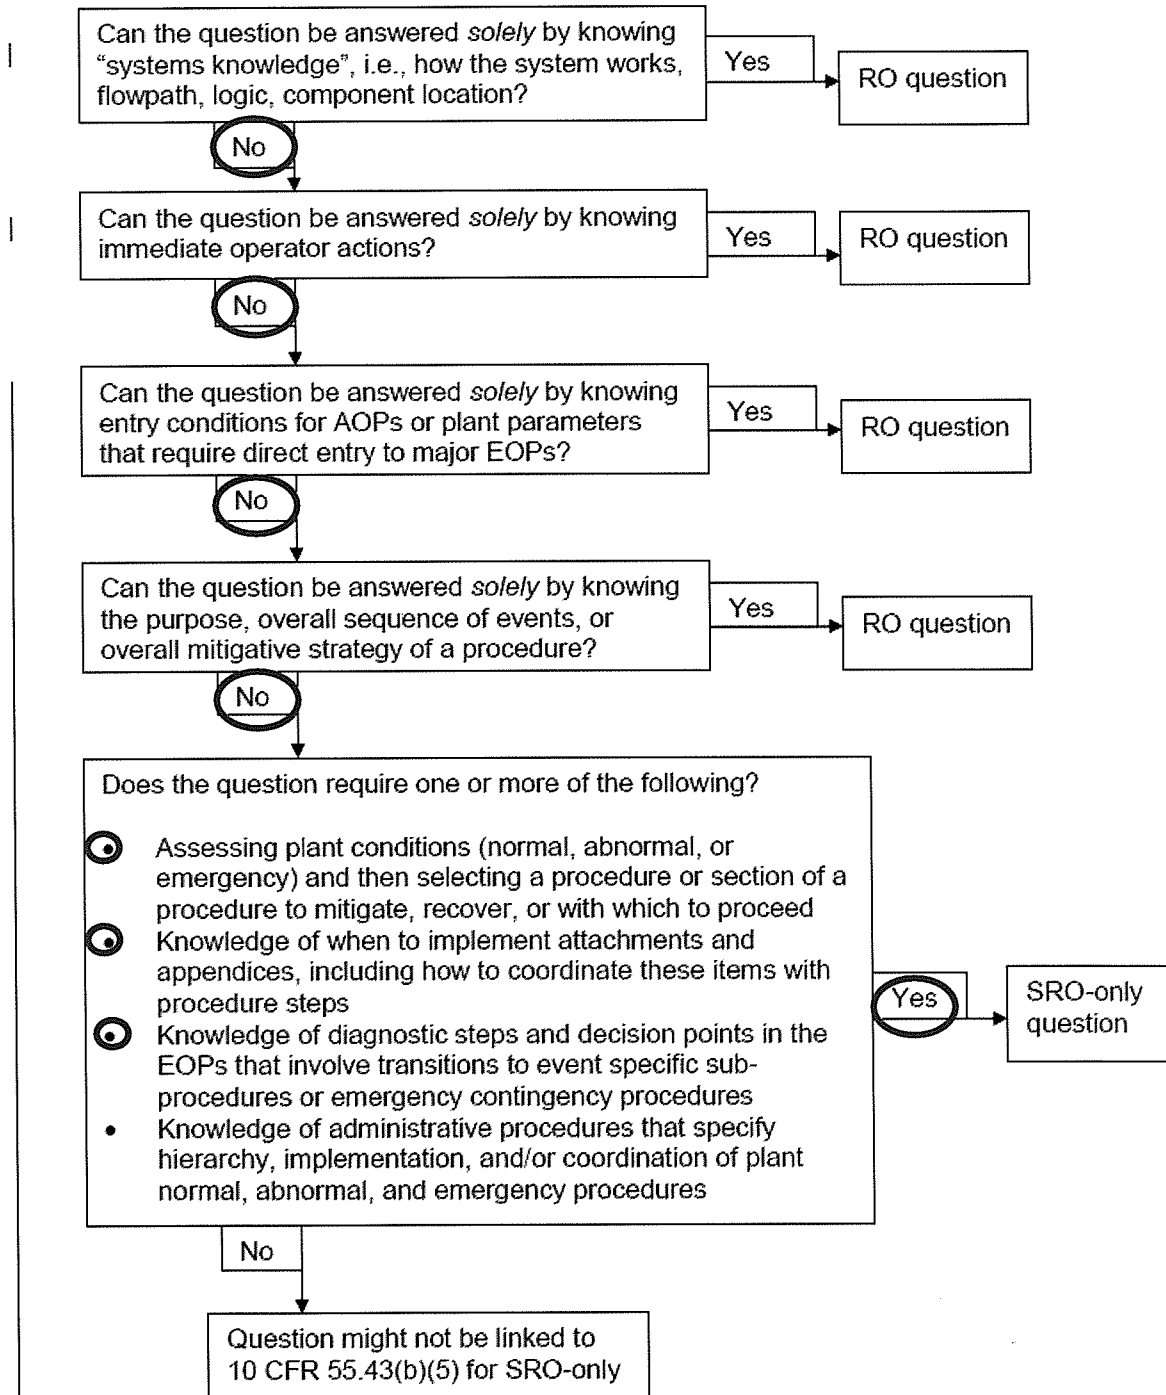 Can the question be answered solely by knowing
"systems knowledge", i.e., how the system works,
flowpath, logic, component location?
Yes
RO question
No
Can the question be answered solely by knowing
immediate operator actions?
Yes
RO question
No
Can the question be answered solely by knowing
entry conditions for AOPs or plant parameters
that require direct entry to major EOPs?
Yes
RO question
No
Can the question be answered solely by knowing
the purpose, overall sequence of events, or
overall mitigative strategy of a procedure?
Yes
RO question
No
Does the question require one or more of the following?
• Assessing plant conditions (normal, abnormal, or
emergency) and then selecting a procedure or section of a
procedure to mitigate, recover, or with which to proceed
• Knowledge of when to implement attachments and
appendices, including how to coordinate these items with
procedure steps
• Knowledge of diagnostic steps and decision points in the
EOPs that involve transitions to event specific sub-
procedures or emergency contingency procedures
• Knowledge of administrative procedures that specify
hierarchy, implementation, and/or coordination of plant
normal, abnormal, and emergency procedures
Yes
SRO-only
question
No
Question might not be linked to
10 CFR 55.43(b)(5) for SRO-only